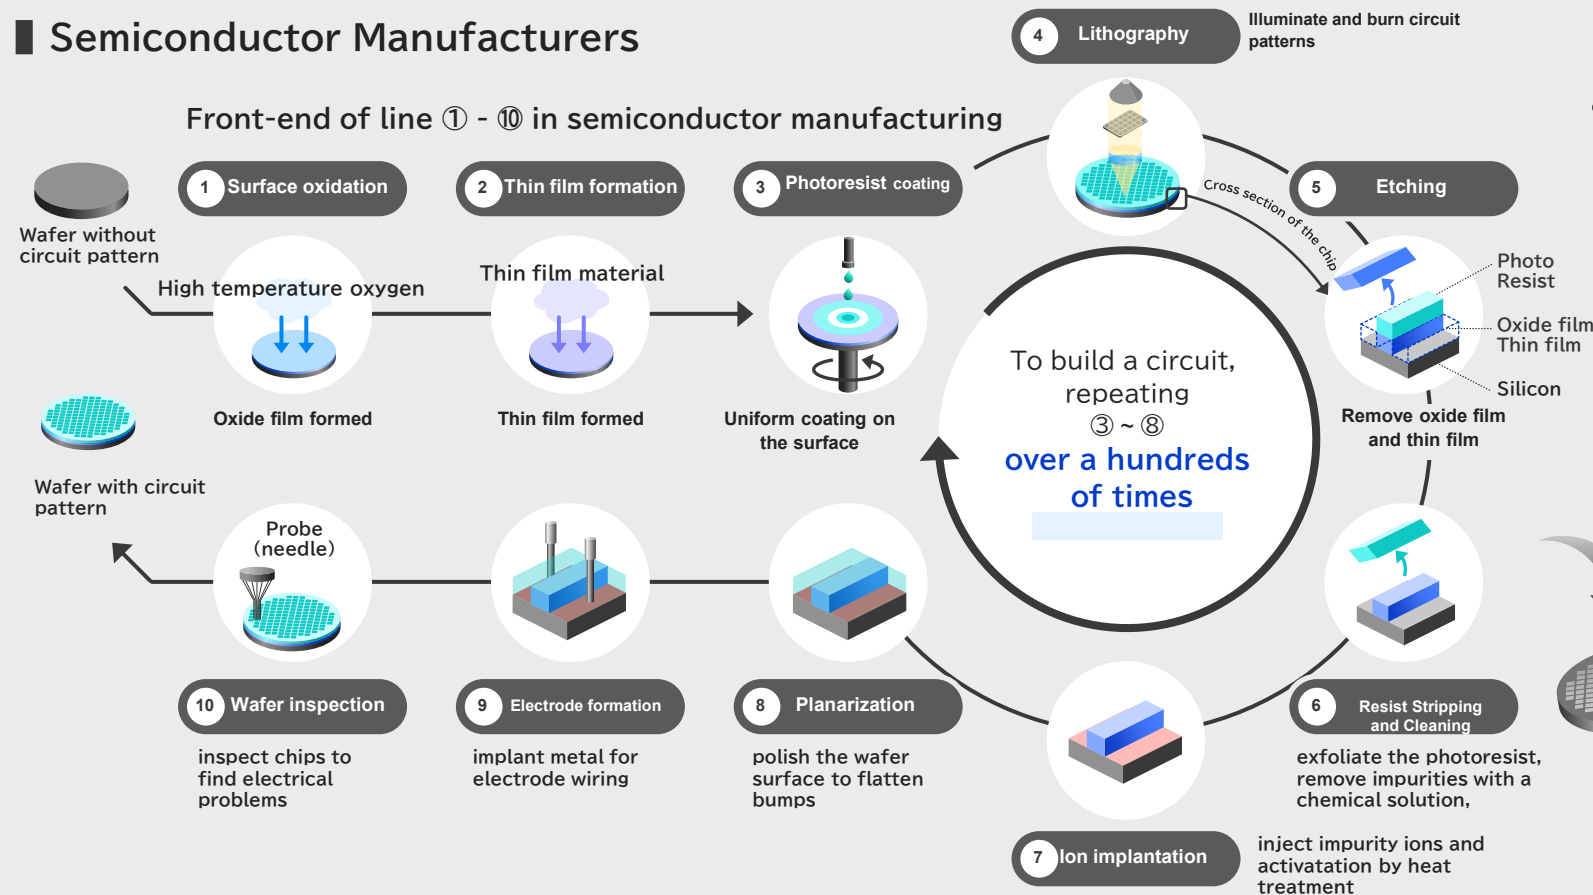 Semiconductor Manufacturers
Front-end of line ① - ⑩ in semiconductor manufacturing
Wafer without
circuit pattern
1 Surface oxidation
High temperature oxygen
Oxide film formed
2 Thin film formation
Thin film material
Thin film formed
3 Photoresist coating
Uniform coating on
the surface
4 Lithography
Illuminate and burn circuit
patterns
Cross section of the chip
5 Etching
Photo
Resist
Oxide film
Thin film
Silicon
Remove oxide film
and thin film
To build a circuit,
repeating
③ ~ ⑧
over a hundreds
of times
6 Resist Stripping
and Cleaning
exfoliate the photoresist,
remove impurities with a
chemical solution,
7 Ion implantation
inject impurity ions and
activatation by heat
treatment
8 Planarization
polish the wafer
surface to flatten
bumps
9 Electrode formation
implant metal for
electrode wiring
Probe
(needle)
10 Wafer inspection
inspect chips to
find electrical
problems
Wafer with circuit
pattern